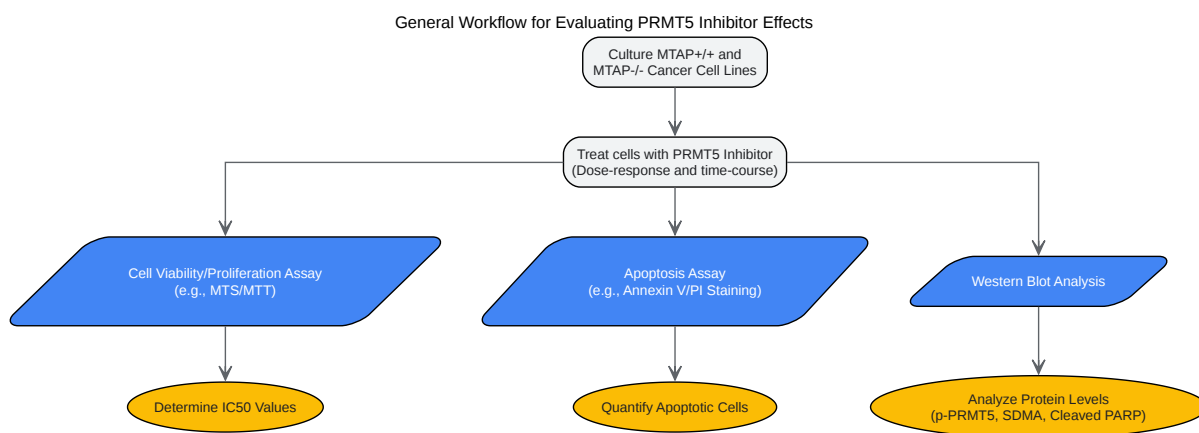 General Workflow for Evaluating PRMT5 Inhibitor Effects
Culture MTAP+/+ and
MTAP-/- Cancer Cell Lines
Treat cells with PRMT5 Inhibitor
(Dose-response and time-course)
Cell Viability/Proliferation Assay
(e.g., MTS/MTT)
Apoptosis Assay
(e.g., Annexin V/PI Staining)
Western Blot Analysis
Determine IC50 Values
Quantify Apoptotic Cells
Analyze Protein Levels
(p-PRMT5, SDMA, Cleaved PARP)